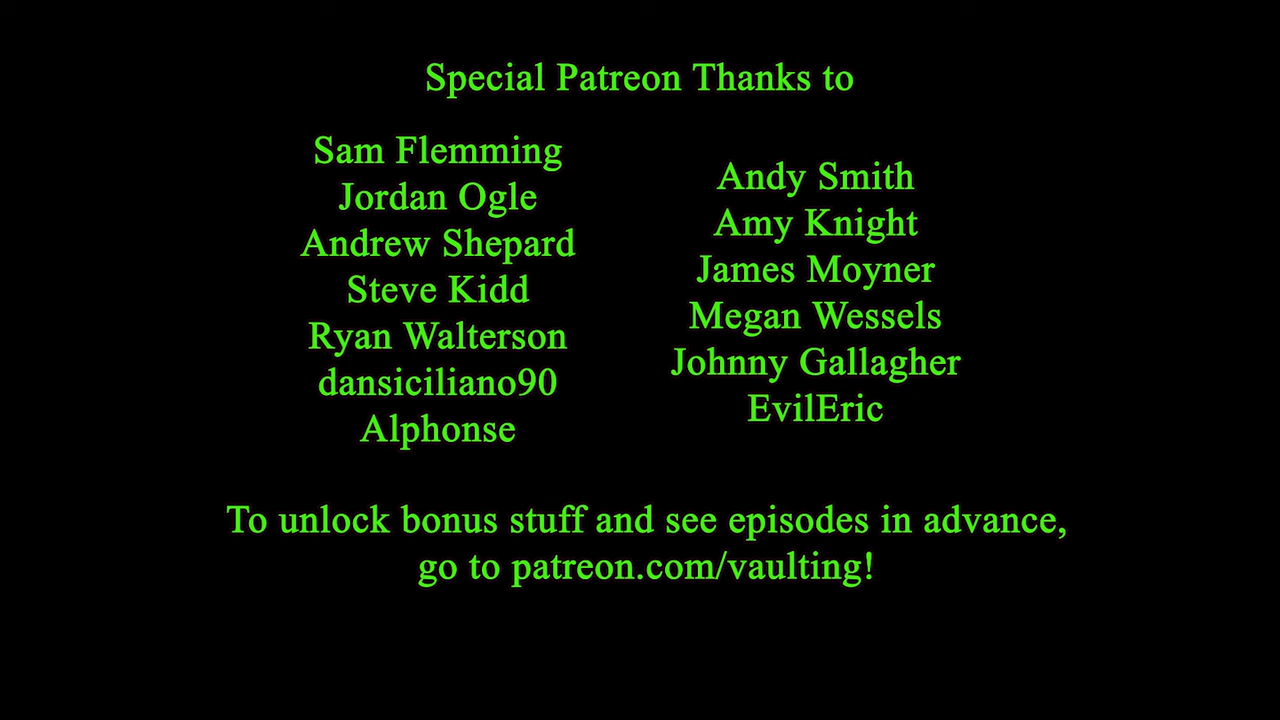 Special Patreon Thanks to
Sam Flemming
Jordan Ogle
Andrew Shepard
Steve Kidd
Ryan Walterson
dansiciliano90
Alphonse
Andy Smith
Amy Knight
James Moyner
Megan Wessels
Johnny Gallagher
EvilEric
To unlock bonus stuff and see episodes in advance,
go to patreon.com/vaulting!